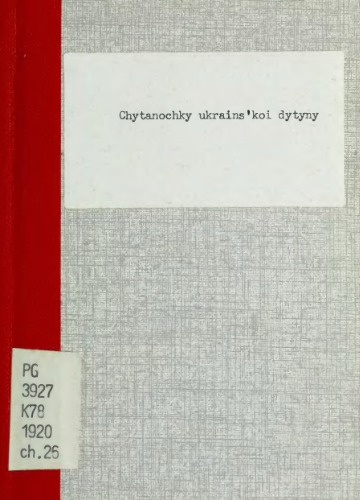 Chytanochky ukrains'koi dytyny
PG
3927
K78
1920
ch.26